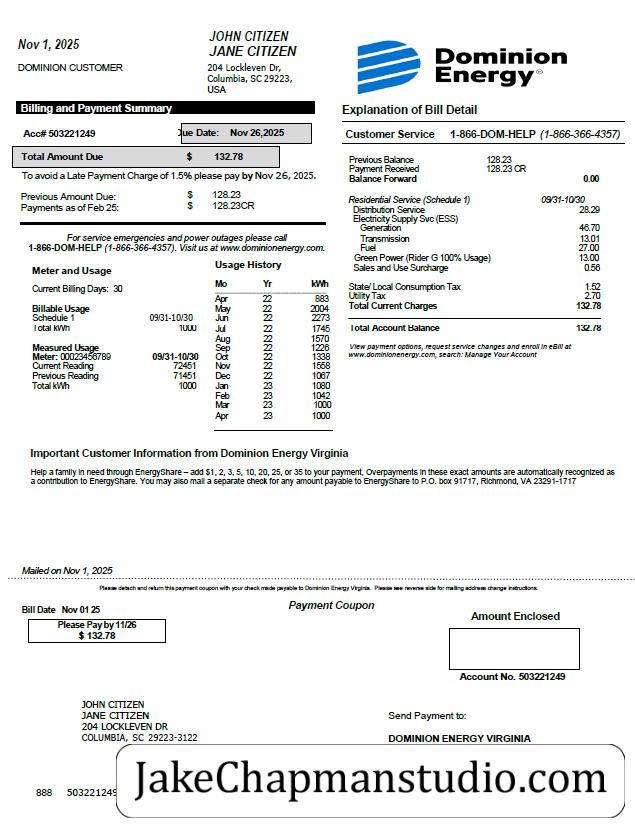 Nov 1, 2025
DOMINION CUSTOMER
JOHN CITIZEN
JANE CITIZEN
204 Lockleven Dr,
Columbia, SC 29223,
USA
Dominion
Energy®
Billing and Payment Summary
Acc# 503221249 ue Date: Nov 26,2025
Total Amount Due $ 132.78
To avoid a Late Payment Charge of 1.5% please pay by Nov 26, 2025.
Previous Amount Due: $ 128.23
Payments as of Feb 25: $ 128.23CR
For service emergencies and power outages please call
1-866-DOM-HELP (1-866-366-4357). Visit us at www.dominionenergy.com.
Meter and Usage
Current Billing Days: 30
Billable Usage
Schedule 1 09/31-10/30
Total kWh 1000
Measured Usage
Meter: 00023456789 09/31-10/30
Current Reading 72451
Previous Reading 71451
Total kWh 1000
Usage History
Mo Yr kWh
Apr 22 883
May 22 2004
Jun 22 2273
Jul 22 1745
Aug 22 1570
Sep 22 1226
Oct 22 1338
Nov 22 1558
Dec 22 1067
Jan 23 1080
Feb 23 1042
Mar 23 1000
Apr 23 1000
Explanation of Bill Detail
Customer Service 1-866-DOM-HELP (1-866-366-4357)
Previous Balance 128.23
Payment Received 128.23 CR
Balance Forward 0.00
Residential Service (Schedule 1) 09/31-10/30
Distribution Service 28.29
Electricity Supply Svc (ESS)
Generation 46.70
Transmission 13.01
Fuel 27.00
Green Power (Rider G 100% Usage) 13.00
Sales and Use Surcharge 0.56
State/ Local Consumption Tax 1.52
Utility Tax 2.70
Total Current Charges 132.78
Total Account Balance 132.78
View payment options, request service changes and enroll in eBill at
www.dominionenergy.com, search: Manage Your Account
Important Customer Information from Dominion Energy Virginia
Help a family in need through EnergyShare – add $1, 2, 3, 5, 10, 20, 25, or 35 to your payment, Overpayments in these exact amounts are automatically recognized as
a contribution to EnergyShare. You may also mail a separate check for any amount payable to EnergyShare to P.O. box 91717, Richmond, VA 23291-1717
Mailed on Nov 1, 2025
Please detach and return this payment coupon with your check made payable to Dominion Energy Virginia. Please see reverse side for mailing address change instructions.
Bill Date Nov 01 25
Payment Coupon
Amount Enclosed
Please Pay by 11/26
$ 132.78
Account No. 503221249
JOHN CITIZEN
JANE CITIZEN
204 LOCKLEVEN DR
COLUMBIA, SC 29223-3122
Send Payment to:
DOMINION ENERGY VIRGINIA
888 503221249
JakeChapmanstudio.com